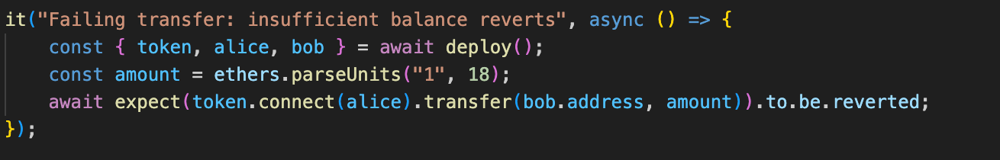 it("Failing transfer: insufficient balance reverts", async () => {
    const { token, alice, bob } = await deploy();
    const amount = ethers.parseUnits("1", 18);
    await expect(token.connect(alice).transfer(bob.address, amount)).to.be.reverted;
});